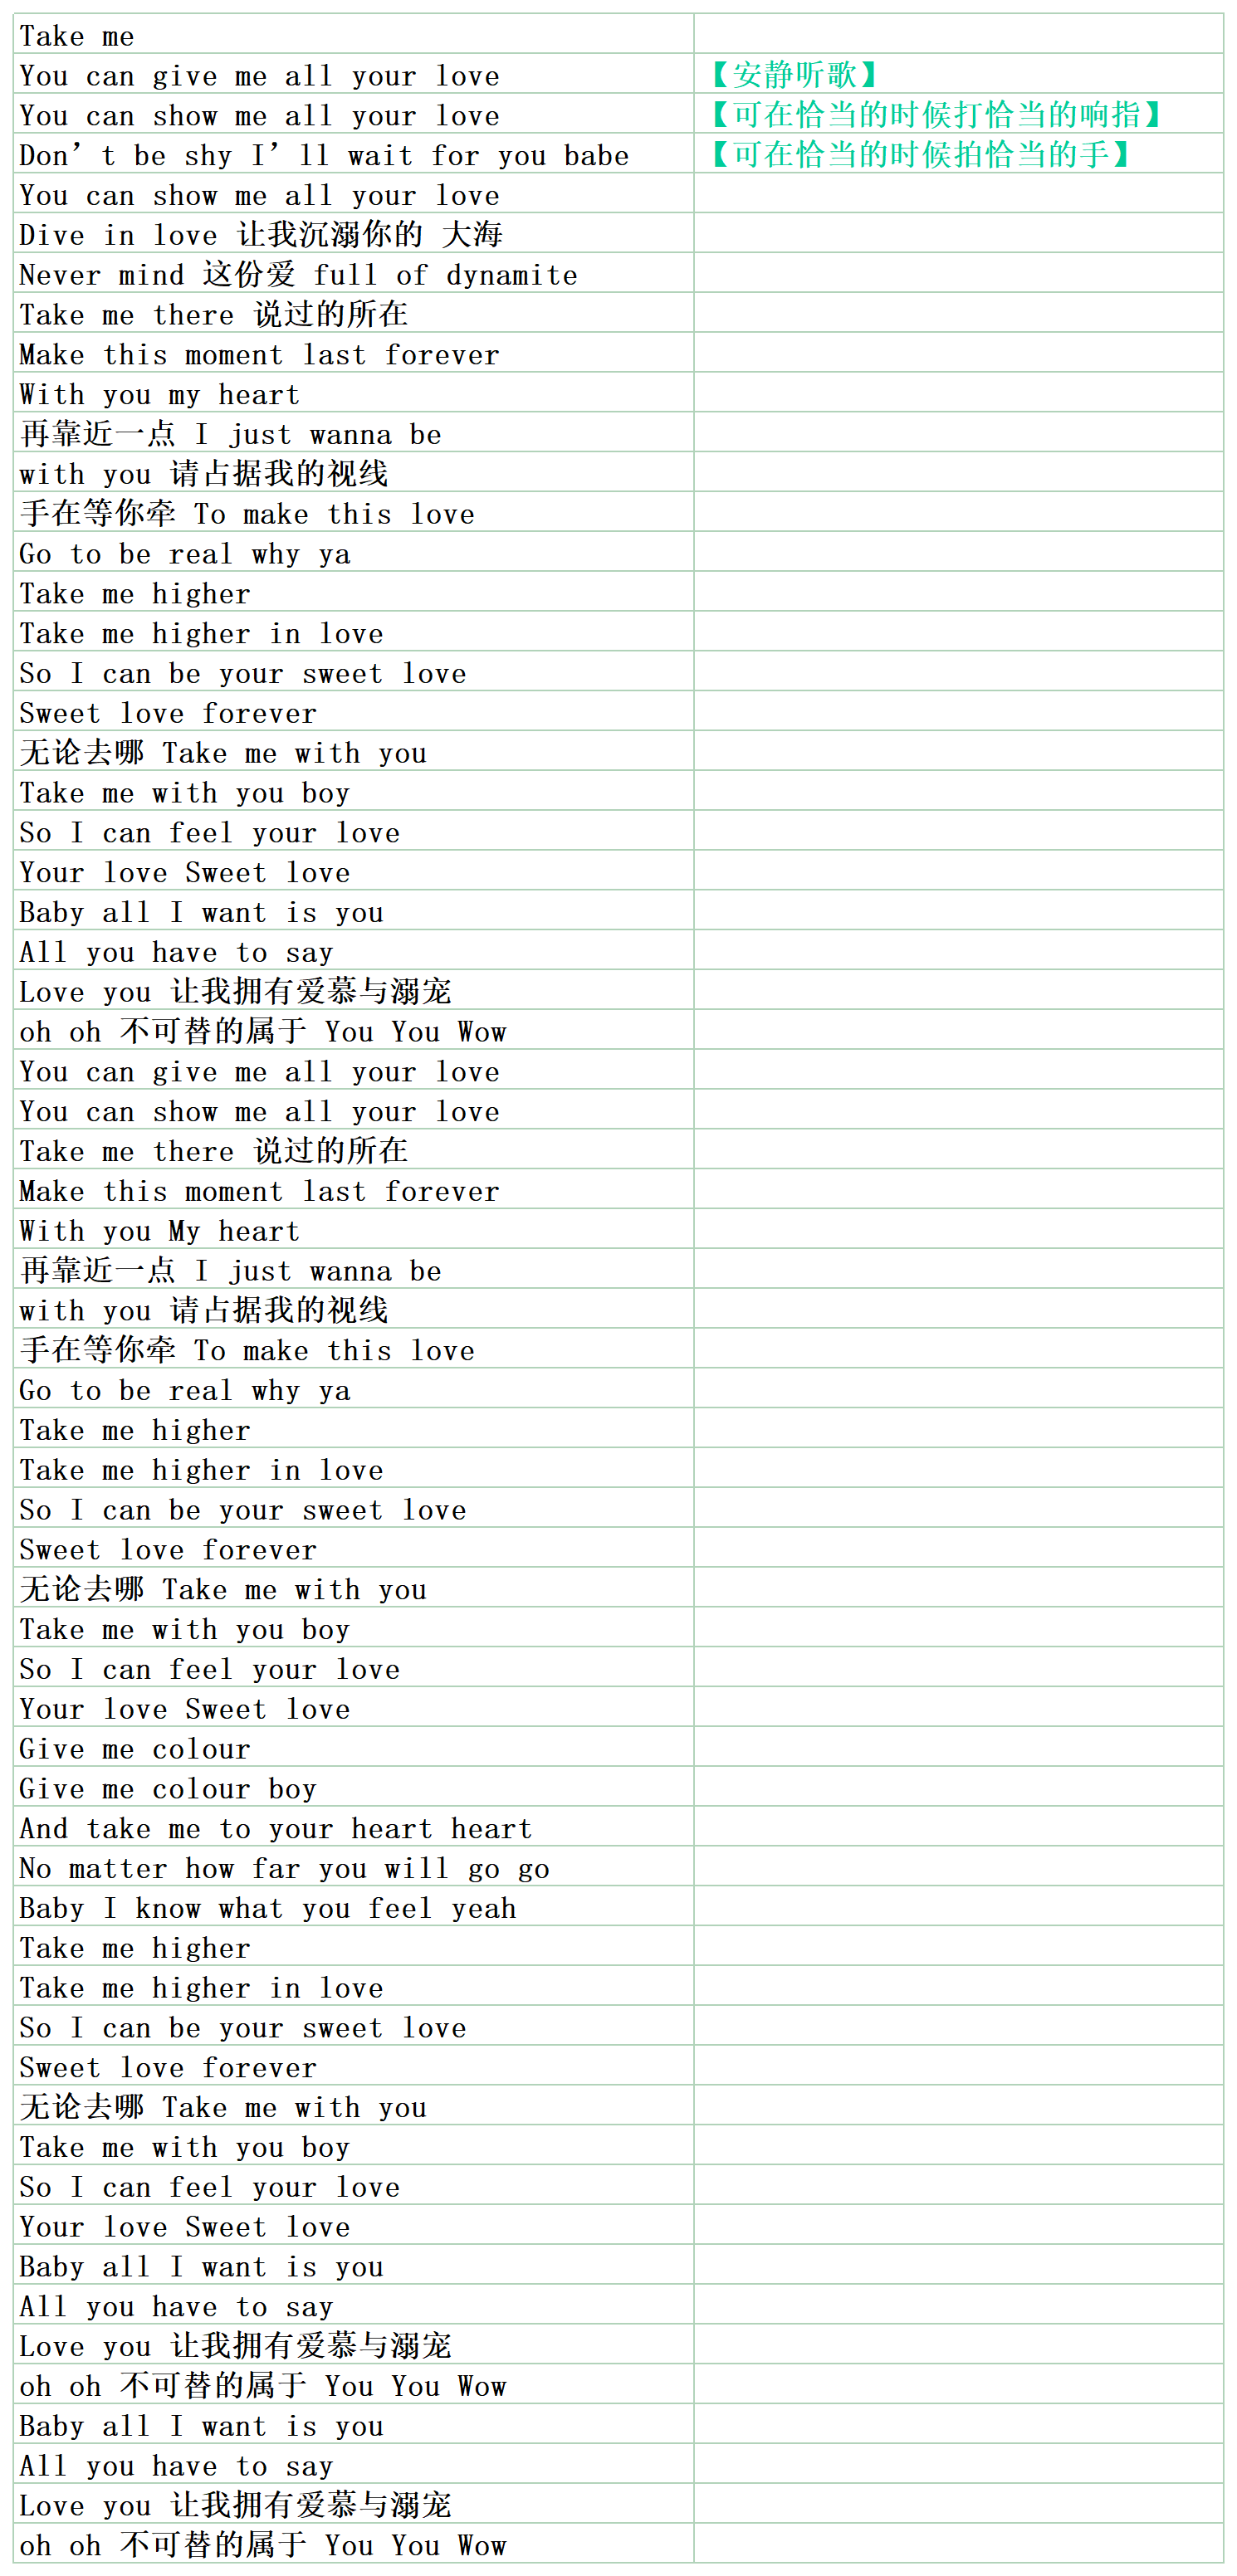 Take me
You can give me all your love 【安静听歌】
You can show me all your love 【可在恰当的时候打恰当的响指】
Don’t be shy I’ll wait for you babe 【可在恰当的时候拍恰当的手】
You can show me all your love
Dive in love 让我沉溺你的 大海
Never mind 这份爱 full of dynamite
Take me there 说过的所在
Make this moment last forever
With you my heart
再靠近一点 I just wanna be
with you 请占据我的视线
手在等你牵 To make this love
Go to be real why ya
Take me higher
Take me higher in love
So I can be your sweet love
Sweet love forever
无论去哪 Take me with you
Take me with you boy
So I can feel your love
Your love Sweet love
Baby all I want is you
All you have to say
Love you 让我拥有爱慕与溺宠
oh oh 不可替的属于 You You Wow
You can give me all your love
You can show me all your love
Take me there 说过的所在
Make this moment last forever
With you My heart
再靠近一点 I just wanna be
with you 请占据我的视线
手在等你牵 To make this love
Go to be real why ya
Take me higher
Take me higher in love
So I can be your sweet love
Sweet love forever
无论去哪 Take me with you
Take me with you boy
So I can feel your love
Your love Sweet love
Give me colour
Give me colour boy
And take me to your heart heart
No matter how far you will go go
Baby I know what you feel yeah
Take me higher
Take me higher in love
So I can be your sweet love
Sweet love forever
无论去哪 Take me with you
Take me with you boy
So I can feel your love
Your love Sweet love
Baby all I want is you
All you have to say
Love you 让我拥有爱慕与溺宠
oh oh 不可替的属于 You You Wow
Baby all I want is you
All you have to say
Love you 让我拥有爱慕与溺宠
oh oh 不可替的属于 You You Wow